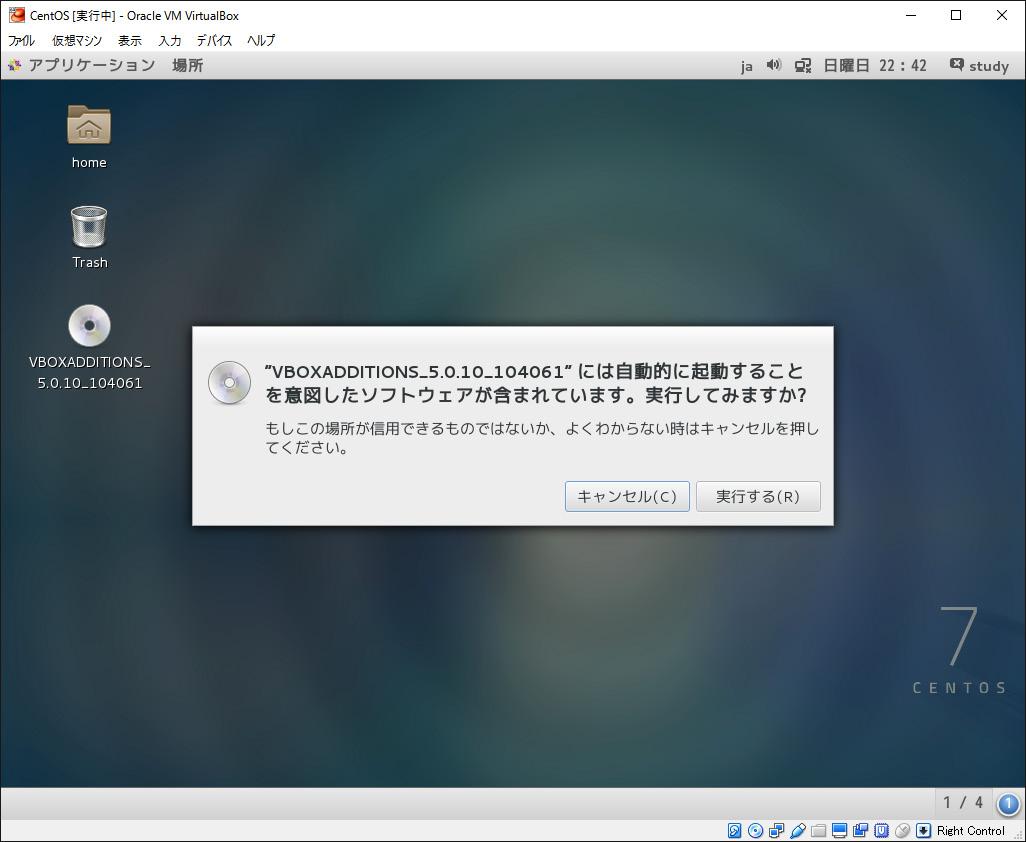 CentOS [実行中] - Oracle VM VirtualBox
ファイル 仮想マシン 表示 入力 デバイス ヘルプ
アプリケーション 場所 ja 日曜日 22 : 42 study
home
Trash
VBOXADDITIONS_
5.0.10_104061
"VBOXADDITIONS_5.0.10_104061" には自動的に起動すること
を意図したソフトウェアが含まれています。実行してみますか?
もしこの場所が信用できるものではないか、よくわからない時はキャンセルを押し
てください。
キャンセル(C) 実行する(R)
7
CENTOS
1 / 4 1
Right Control